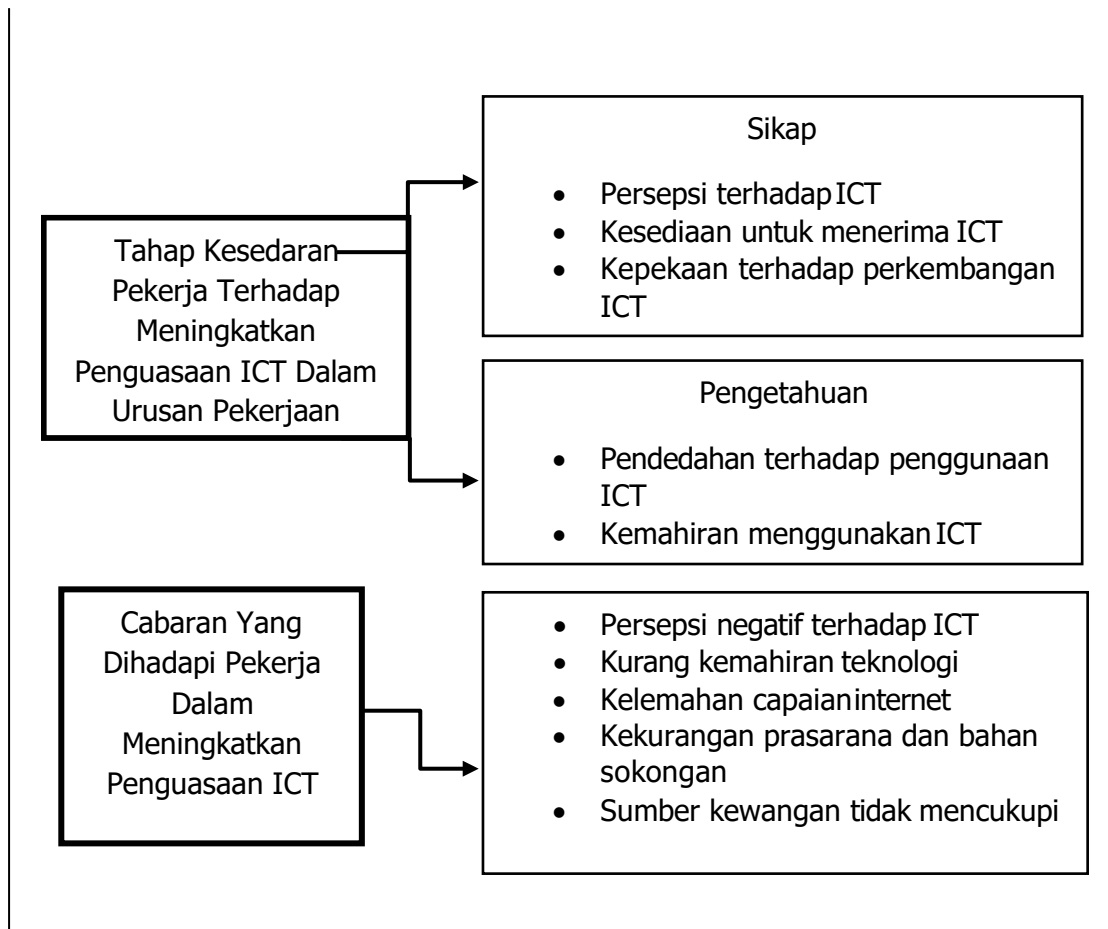 Tahap Kesedaran
Pekerja Terhadap
Meningkatkan
Penguasaan ICT Dalam
Urusan Pekerjaan
Sikap
• Persepsi terhadap ICT
• Kesediaan untuk menerima ICT
• Kepekaan terhadap perkembangan
ICT
Pengetahuan
• Pendedahan terhadap penggunaan
ICT
• Kemahiran menggunakan ICT
Cabaran Yang
Dihadapi Pekerja
Dalam
Meningkatkan
Penguasaan ICT
• Persepsi negatif terhadap ICT
• Kurang kemahiran teknologi
• Kelemahan capaian internet
• Kekurangan prasarana dan bahan
sokongan
• Sumber kewangan tidak mencukupi